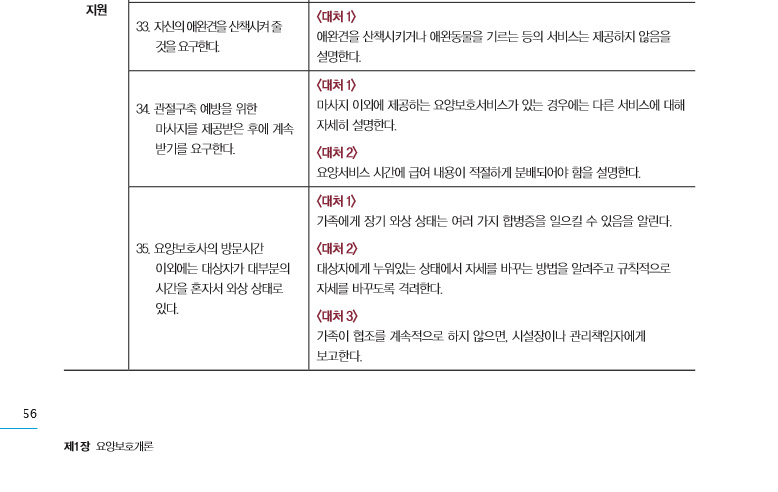 지원
33. 자신의 애완견을 산책시켜 줄
것을 요구한다.
<대처 1>
애완견을 산책시키거나 애완동물을 기르는 등의 서비스는 제공하지 않음을
설명한다.
34. 관절구축 예방을 위한
마사지를 제공받은 후에 계속
받기를 요구한다.
<대처 1>
마사지 이외에 제공하는 요양보호서비스가 있는 경우에는 다른 서비스에 대해
자세히 설명한다.
<대처 2>
요양서비스 시간에 급여 내용이 적절하게 분배되어야 함을 설명한다.
35. 요양보호사의 방문시간
이외에는 대상자가 대부분의
시간을 혼자서 와상 상태로
있다.
<대처 1>
가족에게 장기 와상 상태는 여러 가지 합병증을 일으킬 수 있음을 알린다.
<대처 2>
대상자에게 누워있는 상태에서 자세를 바꾸는 방법을 알려주고 규칙적으로
자세를 바꾸도록 격려한다.
<대처 3>
가족이 협조를 계속적으로 하지 않으면, 시설장이나 관리책임자에게
보고한다.
56
제1장 요양보호개론